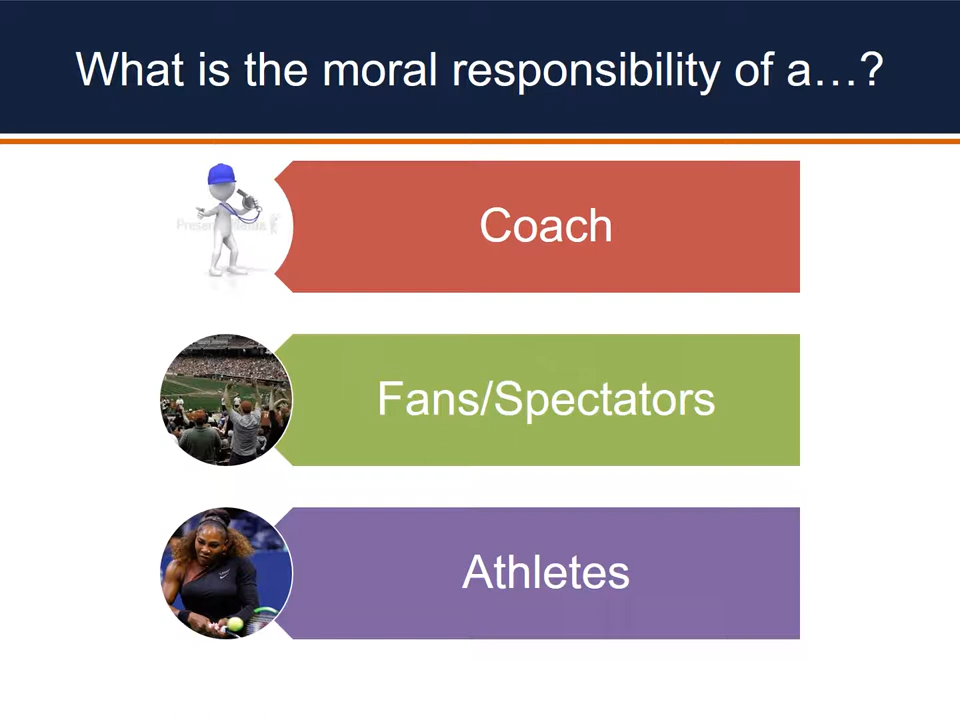 What is the moral responsibility of a…?
Coach
Fans/Spectators
Athletes